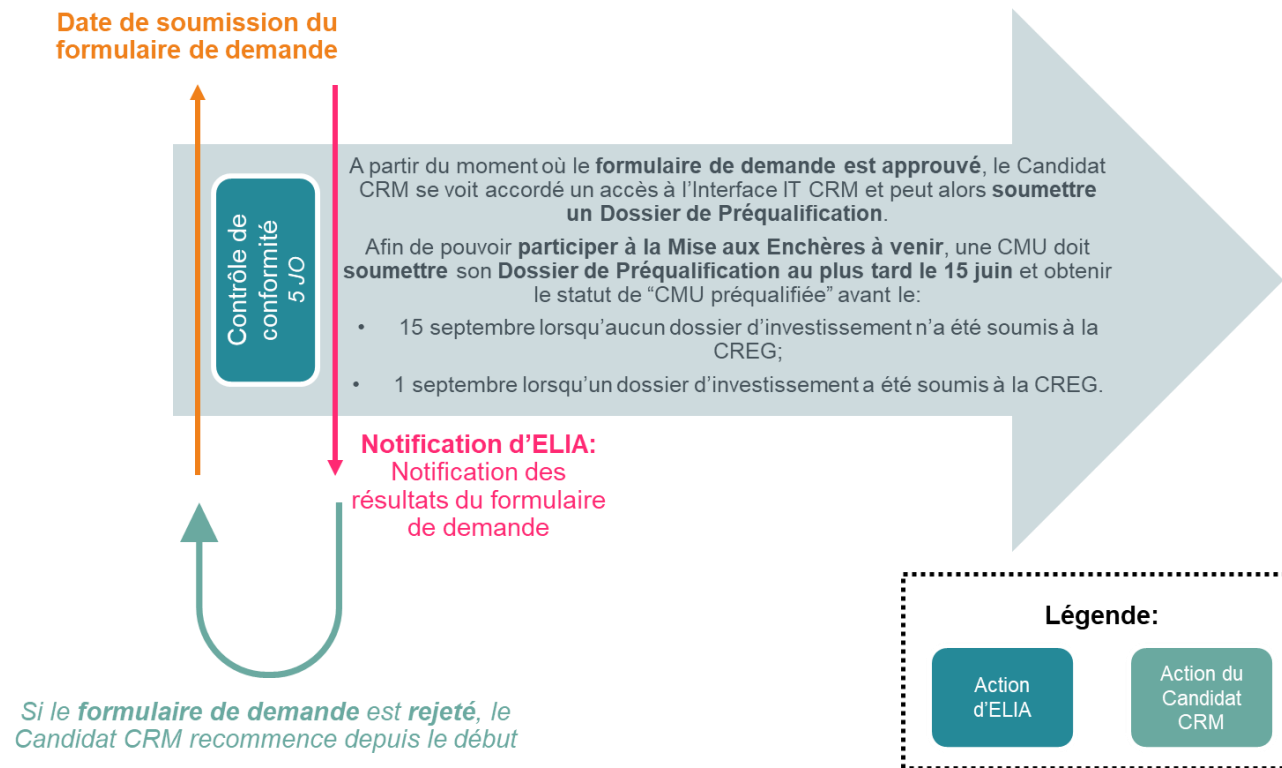 Date de soumission du
formulaire de demande
Contrôle de
conformité
5 JO
A partir du moment où le formulaire de demande est approuvé, le Candidat
CRM se voit accordé un accès à l'Interface IT CRM et peut alors soumettre
un Dossier de Préqualification.
Afin de pouvoir participer à la Mise aux Enchères à venir, une CMU doit
soumettre son Dossier de Préqualification au plus tard le 15 juin et obtenir
le statut de “CMU préqualifiée” avant le:
• 15 septembre lorsqu'aucun dossier d'investissement n'a été soumis à la
CREG;
• 1 septembre lorsqu'un dossier d'investissement a été soumis à la CREG.
Notification d'ELIA:
Notification des
résultats du formulaire
de demande
Si le formulaire de demande est rejeté, le
Candidat CRM recommence depuis le début
Légende:
Action
d'ELIA
Action du
Candidat
CRM